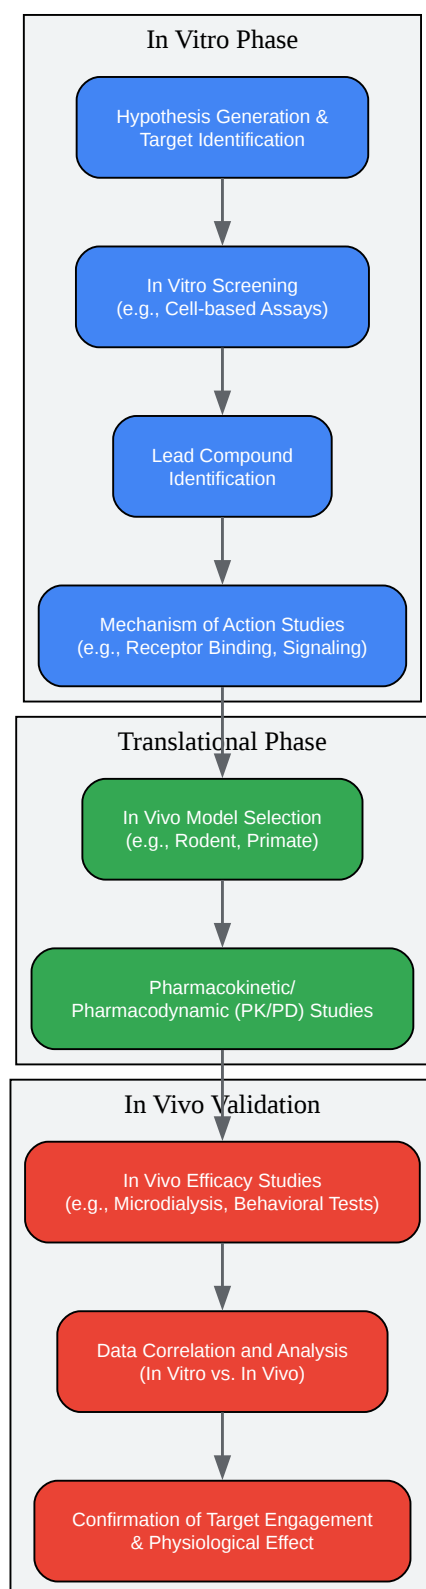 In Vitro Phase
Hypothesis Generation &
Target Identification
In Vitro Screening
(e.g., Cell-based Assays)
Lead Compound
Identification
Mechanism of Action Studies
(e.g., Receptor Binding, Signaling)
Translational Phase
In Vivo Model Selection
(e.g., Rodent, Primate)
Pharmacokinetic/
Pharmacodynamic (PK/PD) Studies
In Vivo Validation
In Vivo Efficacy Studies
(e.g., Microdialysis, Behavioral Tests)
Data Correlation and Analysis
(In Vitro vs. In Vivo)
Confirmation of Target Engagement
& Physiological Effect